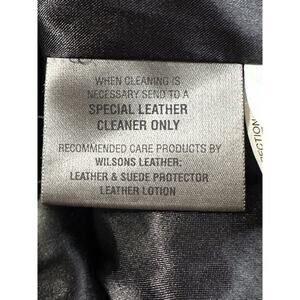 WHEN CLEANING IS
NECESSARY SEND TO A
SPECIAL LEATHER
CLEANER ONLY
RECOMMENDED CARE PRODUCTS BY
WILSONS LEATHER:
LEATHER & SUEDE PROTECTOR
LEATHER LOTION